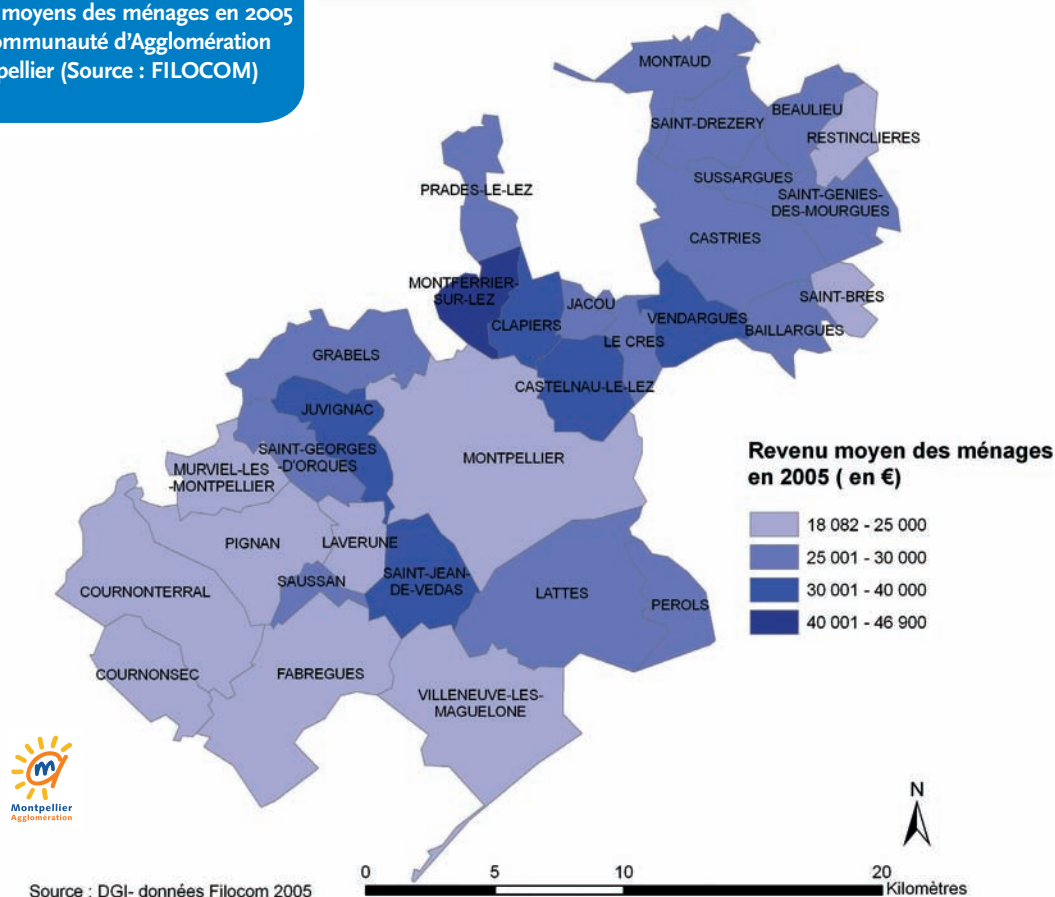 moyens des ménages en 2005
d'Agglomération
(Source : FILOCOM)
MONTAUD
BEAULIEU
SAINT-DREZERY
RESTINCLIERES
SUSSARGUES
PRADES-LE-LEZ
SAINT-GENIES-
DES-MOURGUES
CASTRIES
MONTFERRIER-
SUR-LEZ
SAINT-BRES
JACOU
CLAPIERS
VENDARGUES
BAILLARGUES
LE CRES
GRABELS
CASTELNAU-LE-LEZ
JUVIGNAC
SAINT-GEORGES
-D'ORQUES
MONTPELLIER
MURVIEL-LES
-MONTPELLIER
PIGNAN
LAVERUNE
SAINT-JEAN-
DE-VEDAS
SAUSSAN
COURNONTERRAL
LATTES
PEROLS
COURNONSEC
FABREGUES
VILLENEUVE-LES-
MAGUELONE
Revenu moyen des ménages
en 2005 ( en €)
18 082 - 25 000
25 001 - 30 000
30 001 - 40 000
40 001 - 46 900
m
Montpellier
Agglomération
N
0 5 10 20
Kilomètres
Source : DGI- données Filocom 2005